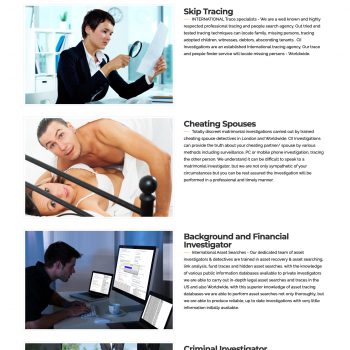 Skip Tracing
INTERNATIONAL Trace specialists - We are a well known and highly
respected professional tracing and people search agency. Our tried and
tested tracing techniques can locate family, missing persons, tracing
adopted children, witnesses, debtors, absconding tenants . CII
Investigations are an established international tracing agency. Our trace
and people finder service will locate missing persons - Worldwide.
Cheating Spouses
Totally discreet matrimonial investigations carried out by trained
cheating spouse detectives in London and Worldwide. CII Investigations
can provide the truth about your cheating partner/ spouse by various
methods including surveillance, PC or mobile phone investigation, tracing
the other person. We understand it can be difficult to speak to a
matrimonial investigator, but we are not only sympathetic of your
circumstances but you can be rest assured the investigation will be
performed in a professional and timely manner.
Background and Financial
Investigator
International Asset Searches - Our dedicated team of asset
investigators & detectives are trained in asset recovery & searching,
link analysis, fund traces and hidden asset searches, with the knowledge
of various public information databases available to private investigators
we are able to carry out in-depth legal asset searches and traces in the
US and also Worldwide, with this superior knowledge of asset tracing
databases we are able to perform asset searches not only thoroughly, but
we are able to produce reliable, up to date investigations with very little
information initially available.
Criminal Investigator